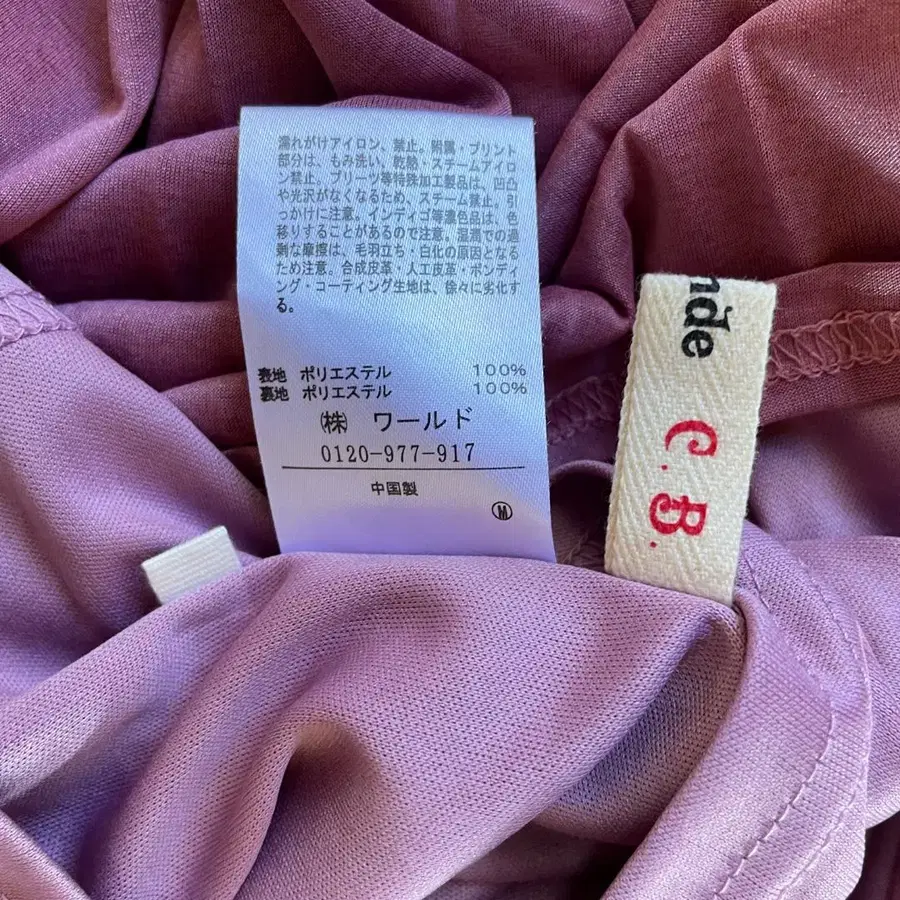 濡れがけアイロン、禁止。附属・プリント
部分は、もみ洗い、乾熱・スチームアイロ
ン禁止。プリーツ等特殊加工製品は、凹凸
や光沢がなくなるため、スチーム禁止。引
っかけに注意。インディゴ等濃色品は、色
移りすることがあるので注意。湿潤での過
剰な摩擦は、毛羽立ち・白化の原因となる
ため注意。合成皮革・人工皮革・ボンディ
ング・コーティング生地は、徐々に劣化す
る。
表地 ポリエステル 100%
裏地 ポリエステル 100%
㈱ ワールド
0120-977-917
中国製
Ⓜ
nde
C.B.